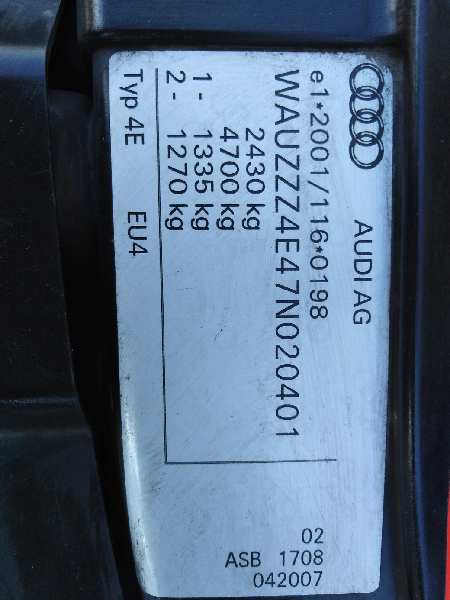 AUDI AG
e1*2001/116*0198
WAUZZZ4E47N020401
2430 kg
4700 kg
1 - 1335 kg
2 - 1270 kg
Typ 4E EU4
02
ASB 1708
042007